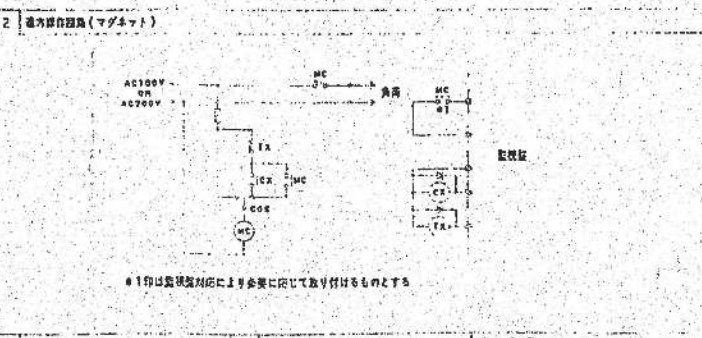 2 遠方操作回路(マグネット)
MC
AC100V
OR
AC200V
負荷
MC
*1
TX
監視盤
CX
MC
CX
COS
TX
MC
*1印は監視盤対応により必要に応じて取り付けるものとする